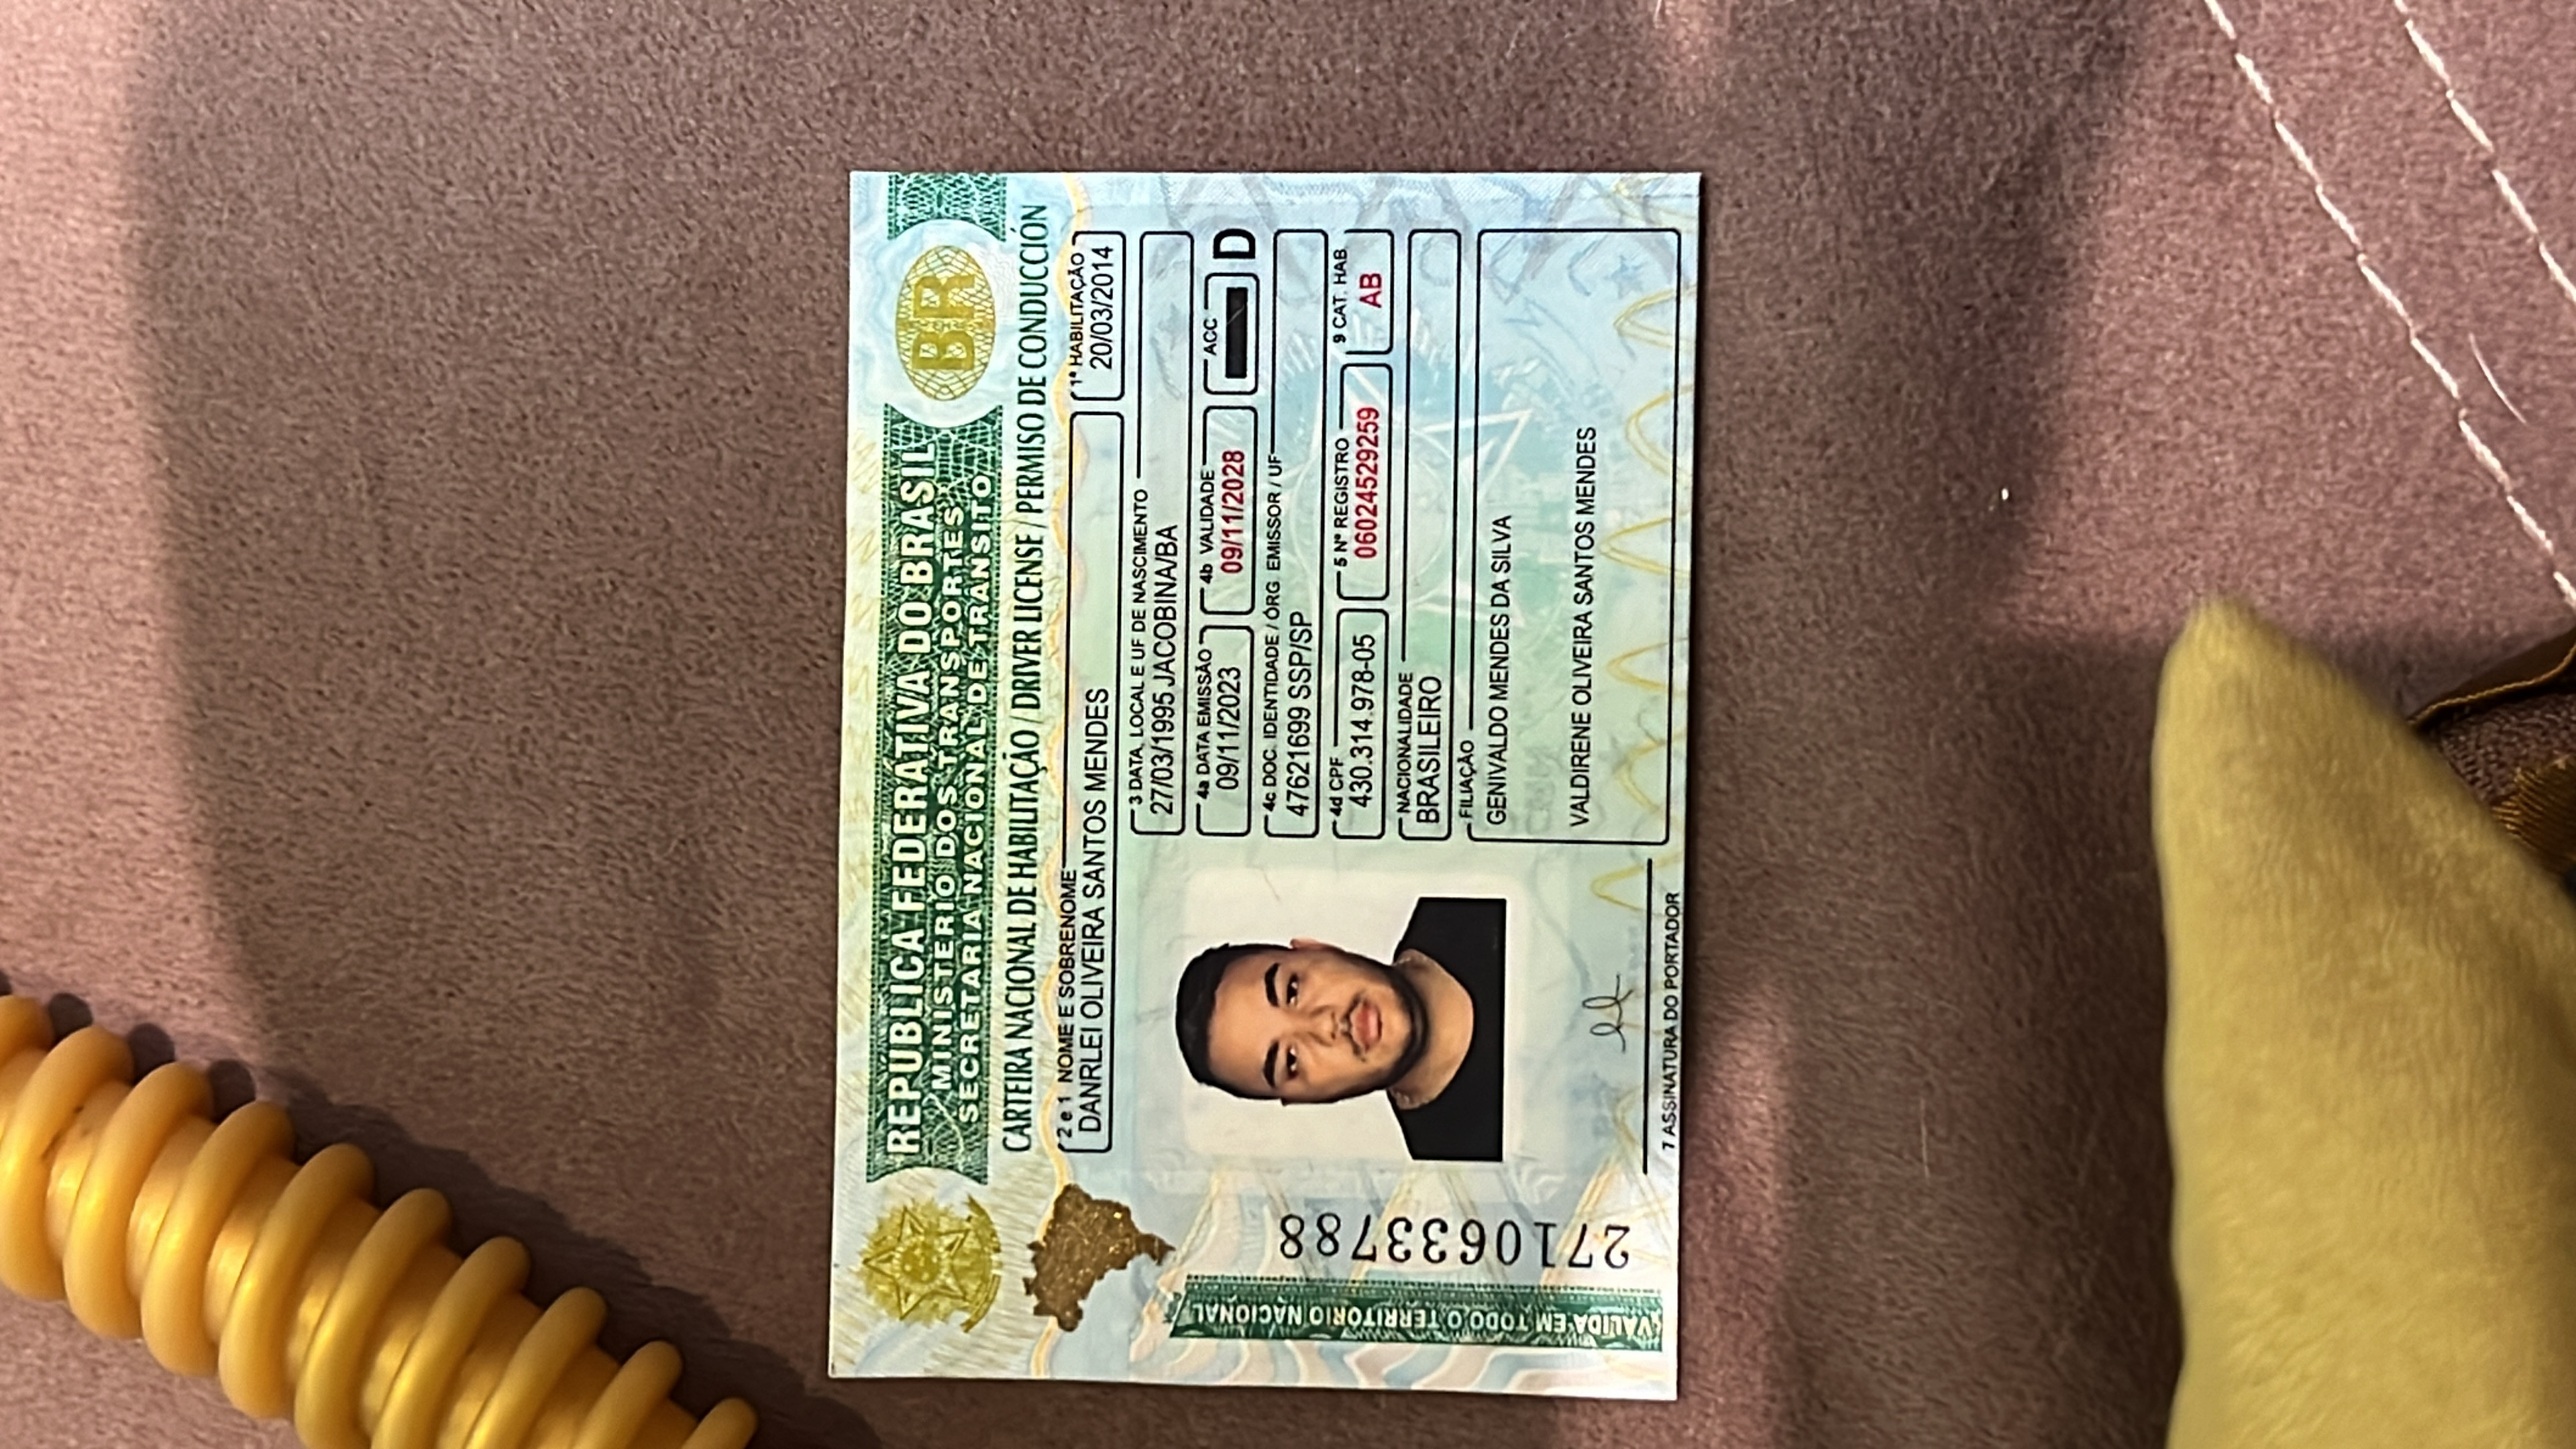 REPÚBLICA FEDERATIVA DO BRASIL
MINISTÉRIO DOS TRANSPORTES
SECRETARIA NACIONAL DE TRÂNSITO
BR
CARTEIRA NACIONAL DE HABILITAÇÃO / DRIVER LICENSE / PERMISO DE CONDUCCIÓN
2 e 1 NOME E SOBRENOME
DANRLEI OLIVEIRA SANTOS MENDES
1ª HABILITAÇÃO
20/03/2014
3 DATA, LOCAL E UF DE NASCIMENTO
27/03/1995 JACOBINA/BA
4a DATA EMISSÃO
09/11/2023
4b VALIDADE
09/11/2028
ACC
D
4c DOC. IDENTIDADE / ÓRG. EMISSOR / UF
47621699 SSP/SP
4d CPF
430.314.978-05
5 Nº REGISTRO
06024529259
9 CAT. HAB
AB
NACIONALIDADE
BRASILEIRO
FILIAÇÃO
GENIVALDO MENDES DA SILVA
VALDIRENE OLIVEIRA SANTOS MENDES
7 ASSINATURA DO PORTADOR
VÁLIDA EM TODO O TERRITÓRIO NACIONAL
2710633788